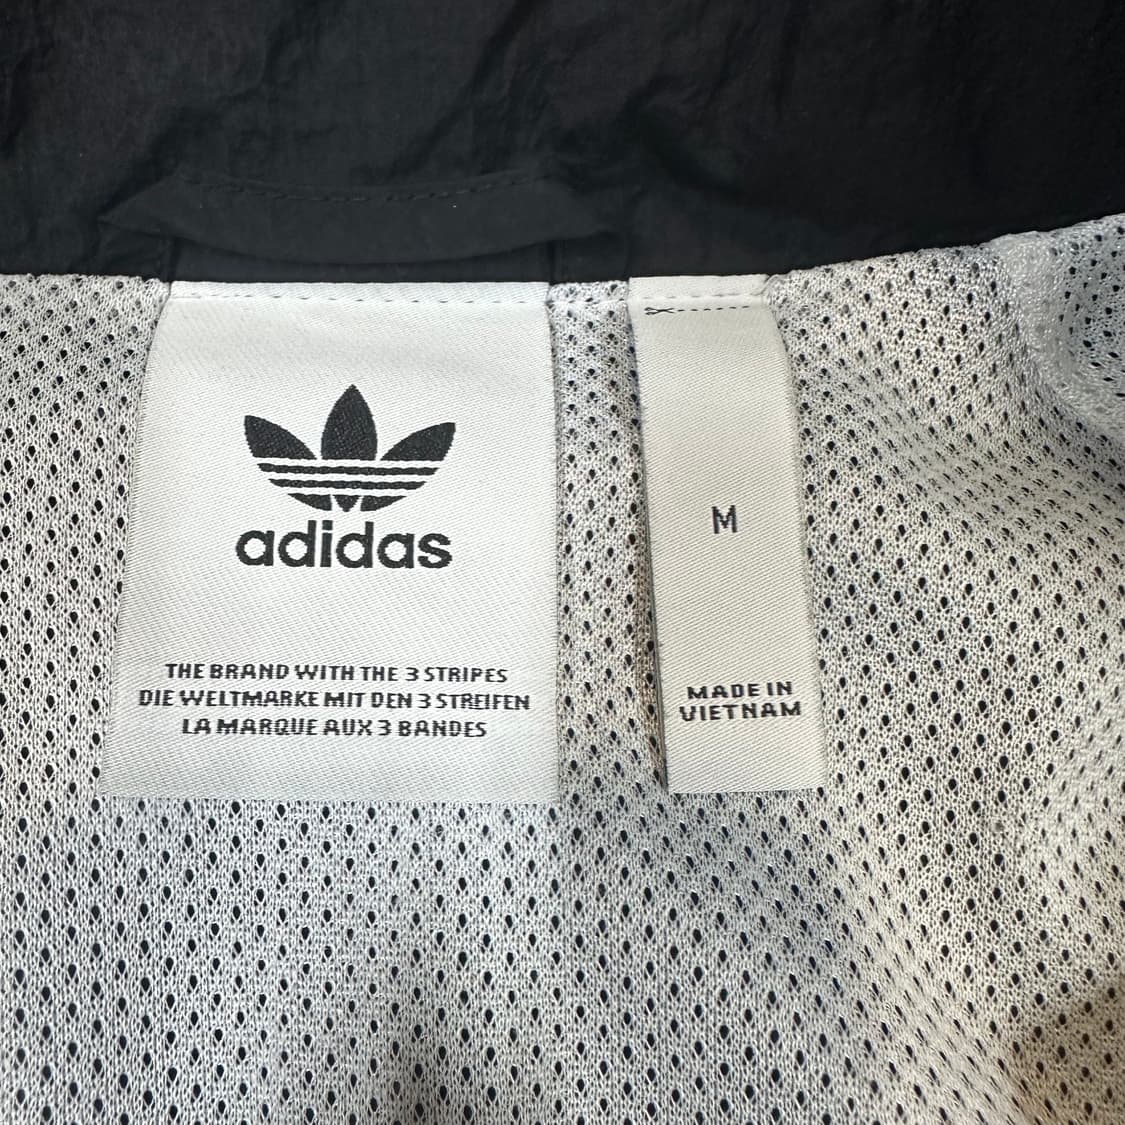 adidas
THE BRAND WITH THE 3 STRIPES
DIE WELTMARKE MIT DEN 3 STREIFEN
LA MARQUE AUX 3 BANDES
M
MADE IN
VIETNAM